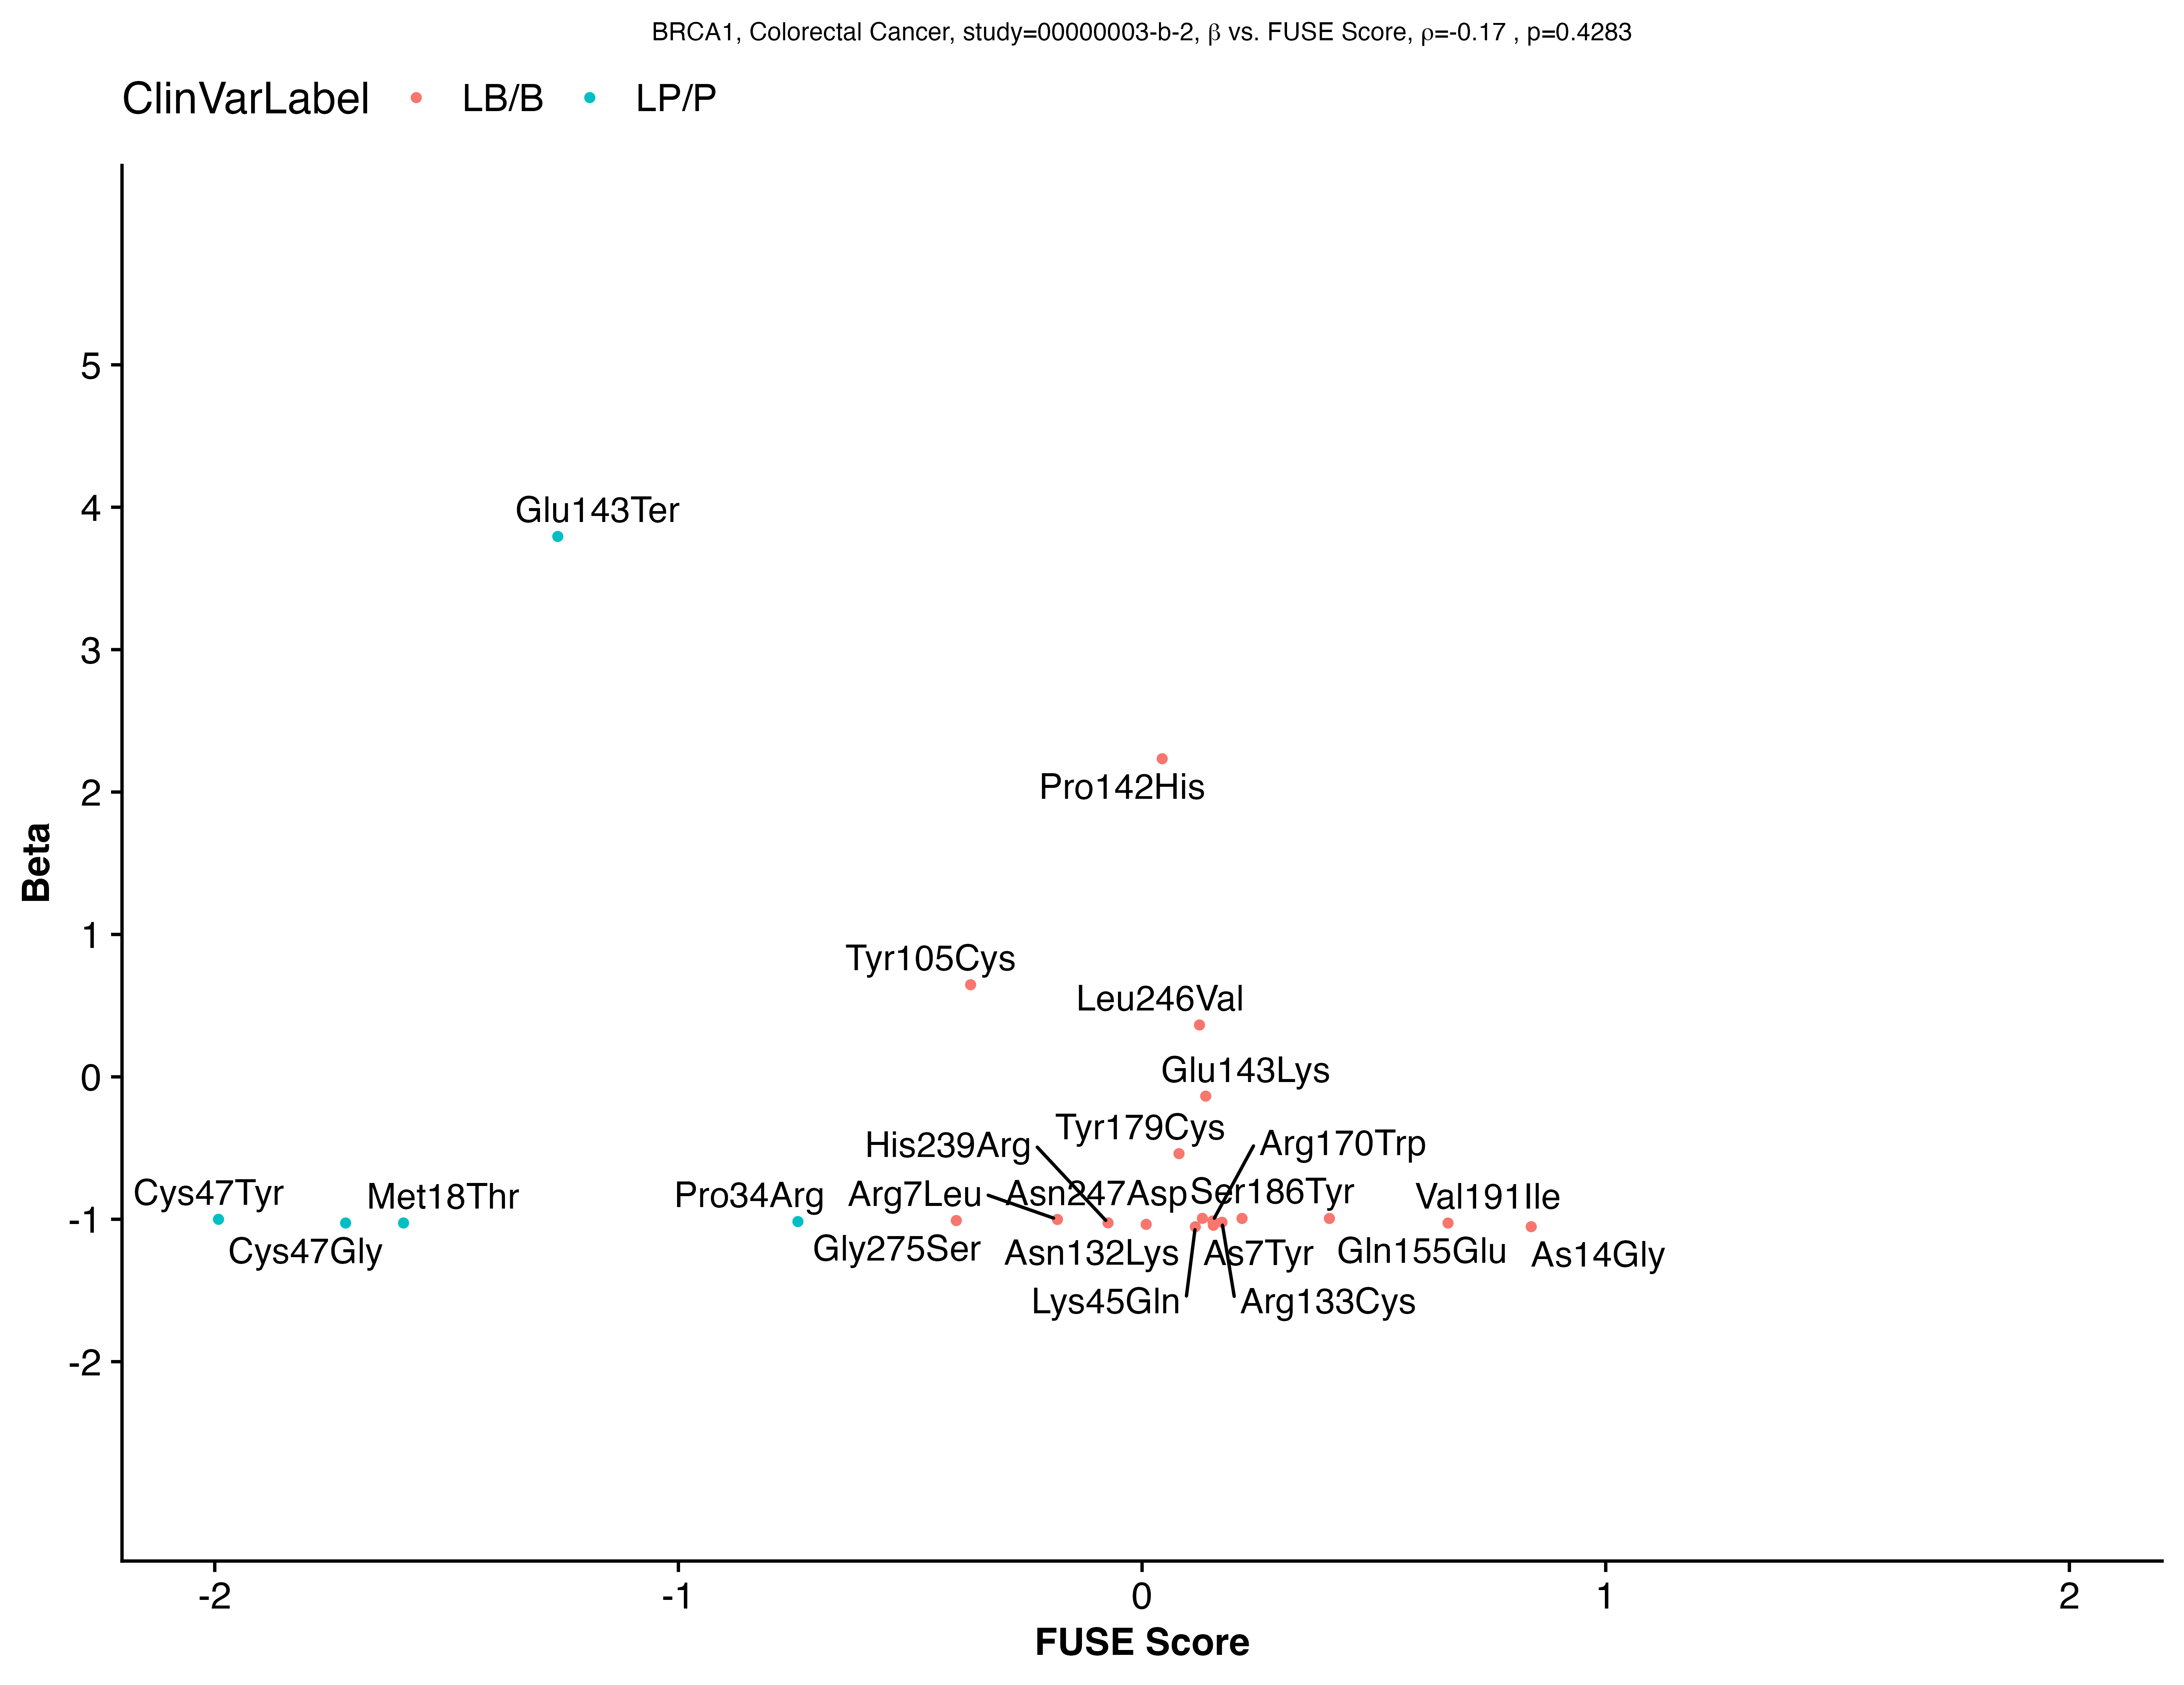 BRCA1, Colorectal Cancer, study=00000003-b-2, β vs. FUSE Score, ρ=-0.17 , p=0.4283
ClinVarLabel LB/B LP/P
5
4
3
2
1
0
-1
-2
Beta
Glu143Ter
Pro142His
Tyr105Cys
Leu246Val
Glu143Lys
Tyr179Cys
His239Arg
Arg170Trp
Cys47Tyr
Met18Thr
Pro34Arg
Arg7Leu
Asn247Asp
Ser186Tyr
Val191Ile
Cys47Gly
Gly275Ser
Asn132Lys
As7Tyr
Gln155Glu
As14Gly
Lys45Gln
Arg133Cys
-2 -1 0 1 2
FUSE Score